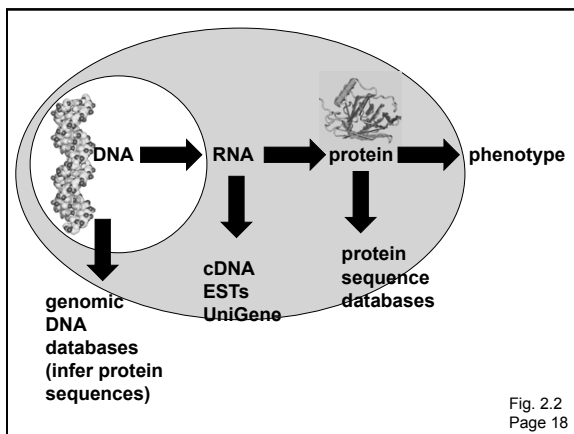 DNA
RNA
protein
phenotype
genomic
DNA
databases
(infer protein
sequences)
cDNA
ESTs
UniGene
protein
sequence
databases
Fig. 2.2
Page 18